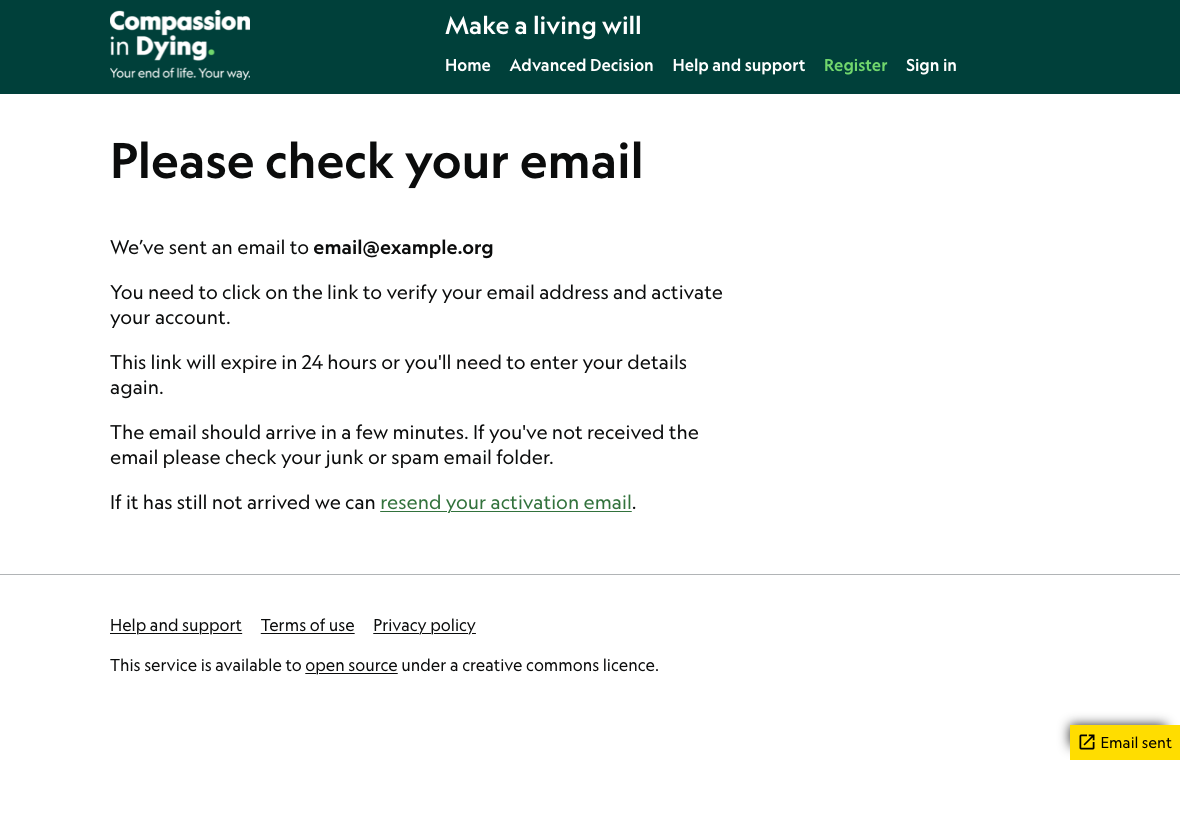 Compassion
in Dying.
Your end of life. Your way.
Make a living will
Home Advanced Decision Help and support Register Sign in
Please check your email
We’ve sent an email to email@example.org
You need to click on the link to verify your email address and activate
your account.
This link will expire in 24 hours or you'll need to enter your details
again.
The email should arrive in a few minutes. If you've not received the
email please check your junk or spam email folder.
If it has still not arrived we can resend your activation email.
Help and support Terms of use Privacy policy
This service is available to open source under a creative commons licence.
Email sent